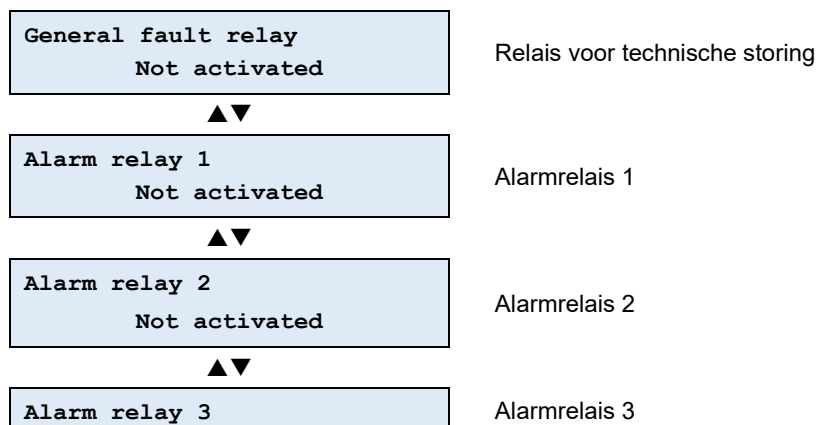 General fault relay
Not activated
Relais voor technische storing
▲▼
Alarm relay 1
Not activated
Alarmrelais 1
▲▼
Alarm relay 2
Not activated
Alarmrelais 2
▲▼
Alarm relay 3
Alarmrelais 3